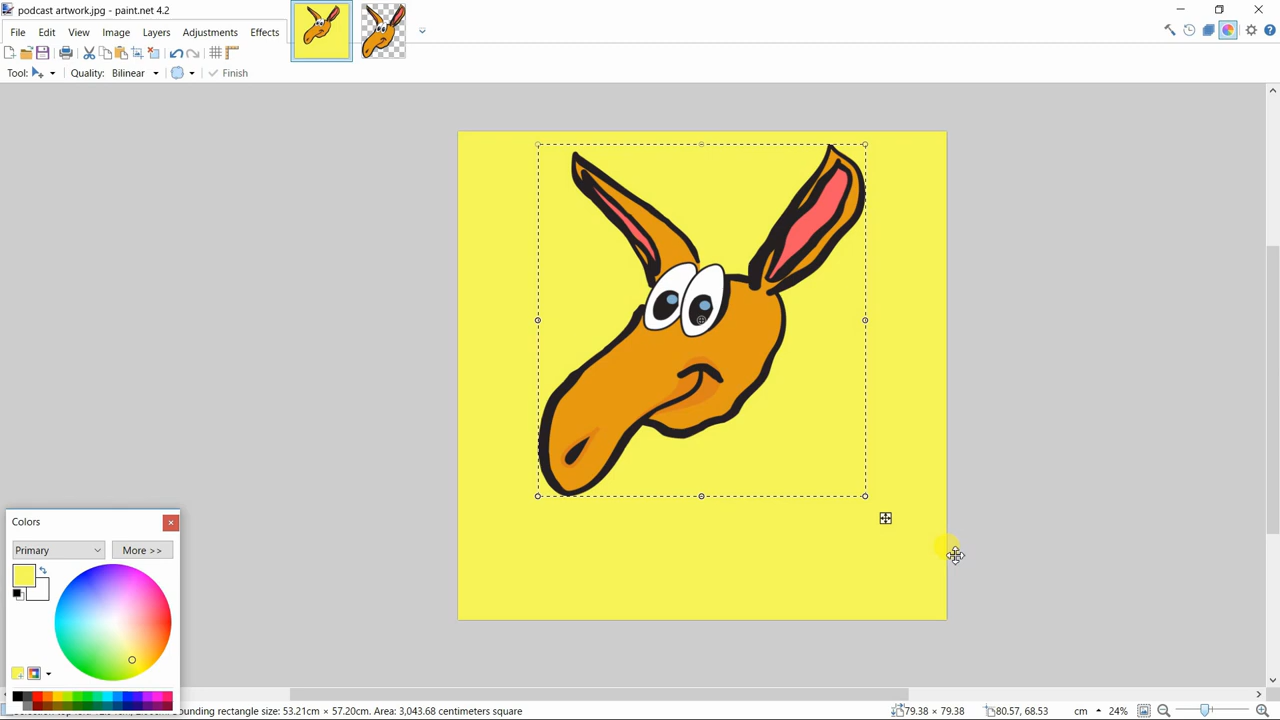 podcast artwork.jpg - paint.net 4.2
File Edit View Image Layers Adjustments Effects
Tool: Quality: Bilinear Finish
Colors
Primary More >>
bounding rectangle size: 53.21cm × 57.20cm. Area: 3,043.68 centimeters square
79.38 × 79.38
80.57, 68.53
cm
24%